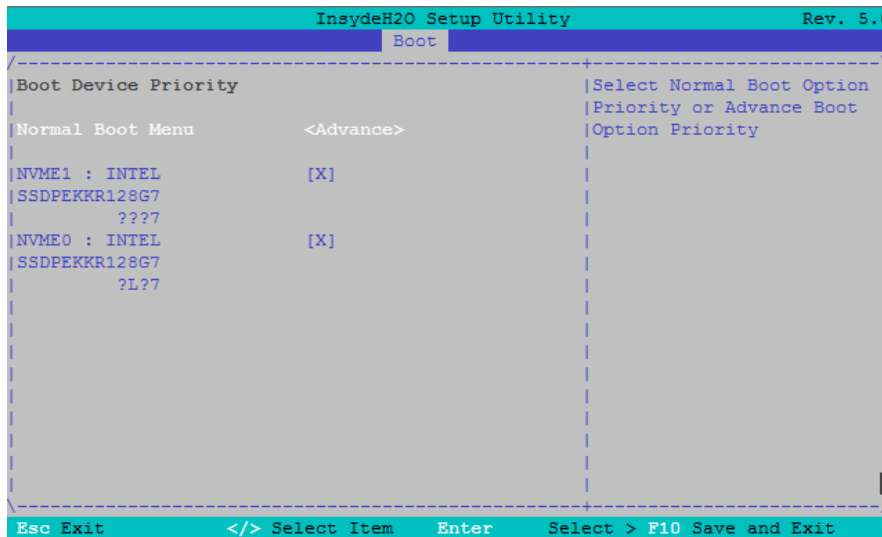 InsydeH2O Setup Utility Rev. 5.
Boot
Boot Device Priority
Normal Boot Menu <Advance>
NVME1 : INTEL [X]
SSDPEKKR128G7
???7
NVME0 : INTEL [X]
SSDPEKKR128G7
?L?7
Select Normal Boot Option
Priority or Advance Boot
Option Priority
Esc Exit </> Select Item Enter Select > F10 Save and Exit